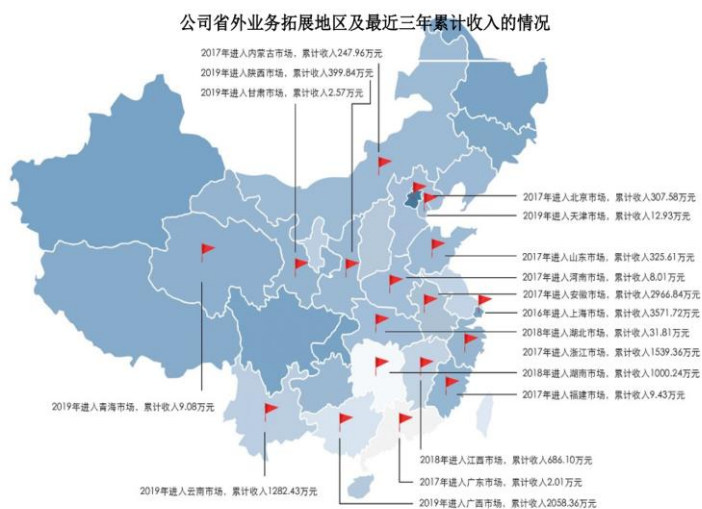 公司省外业务拓展地区及最近三年累计收入的情况
2017年进入内蒙古市场，累计收入247.96万元
2019年进入陕西市场，累计收入399.84万元
2019年进入甘肃市场，累计收入2.57万元
2017年进入北京市场，累计收入307.58万元
2019年进入天津市场，累计收入12.93万元
2017年进入山东市场，累计收入325.61万元
2017年进入河南市场，累计收入8.01万元
2017年进入安徽市场，累计收入2966.84万元
2016年进入上海市场，累计收入3571.72万元
2018年进入湖北市场，累计收入31.81万元
2017年进入浙江市场，累计收入1539.36万元
2018年进入湖南市场，累计收入1000.24万元
2017年进入福建市场，累计收入9.43万元
2019年进入青海市场，累计收入9.08万元
2018年进入江西市场，累计收入686.10万元
2017年进入广东市场，累计收入2.01万元
2019年进入云南市场，累计收入1282.43万元
2019年进入广西市场，累计收入2058.36万元